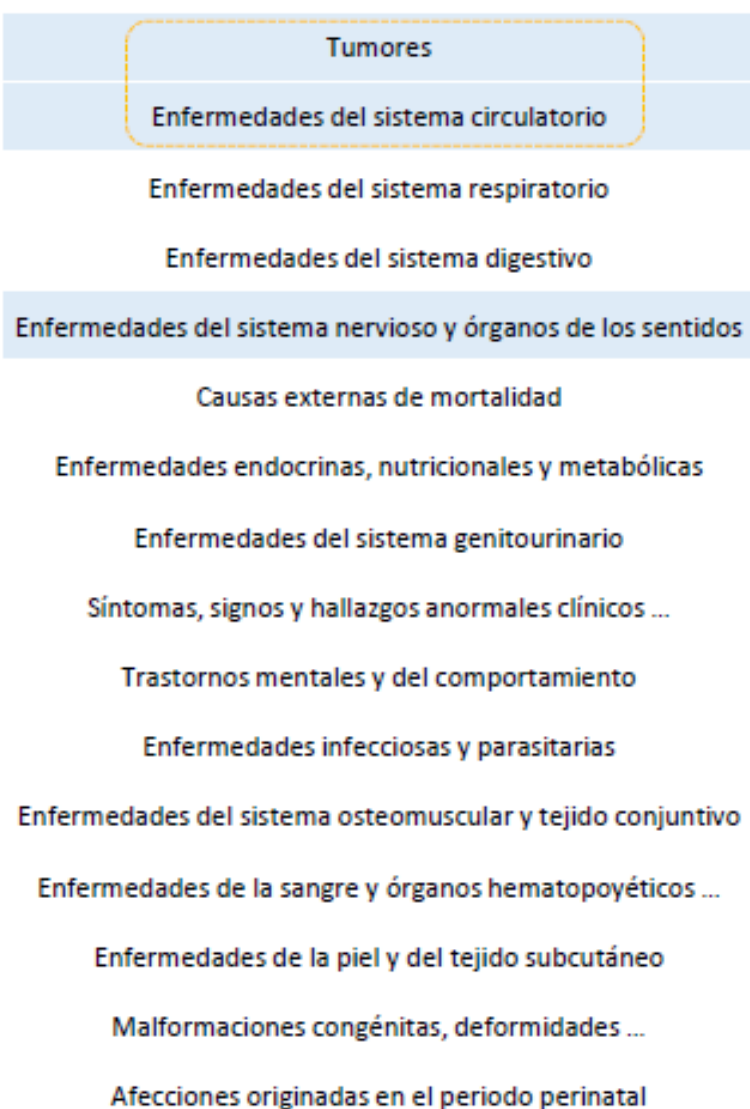 Tumores
Enfermedades del sistema circulatorio
Enfermedades del sistema respiratorio
Enfermedades del sistema digestivo
Enfermedades del sistema nervioso y órganos de los sentidos
Causas externas de mortalidad
Enfermedades endocrinas, nutricionales y metabólicas
Enfermedades del sistema genitourinario
Síntomas, signos y hallazgos anormales clínicos ...
Trastornos mentales y del comportamiento
Enfermedades infecciosas y parasitarias
Enfermedades del sistema osteomuscular y tejido conjuntivo
Enfermedades de la sangre y órganos hematopoyéticos ...
Enfermedades de la piel y del tejido subcutáneo
Malformaciones congénitas, deformidades ...
Afecciones originadas en el periodo perinatal